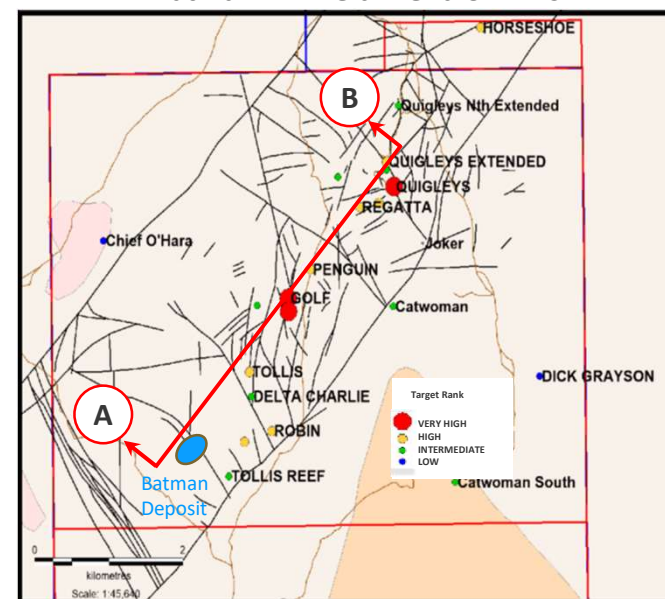 HORSESHOE
B
Quigleys Nth Extended
QUIGLEYS EXTENDED
QUIGLEYS
REGATTA
Chief O'Hara
Joker
PENGUIN
GOLF
Catwoman
TOLLIS
DICK GRAYSON
DELTA CHARLIE
Target Rank
VERY HIGH
HIGH
INTERMEDIATE
LOW
A
ROBIN
TOLLIS REEF
Catwoman South
Batman
Deposit
0 2
kilometres
Scale: 1:45,640